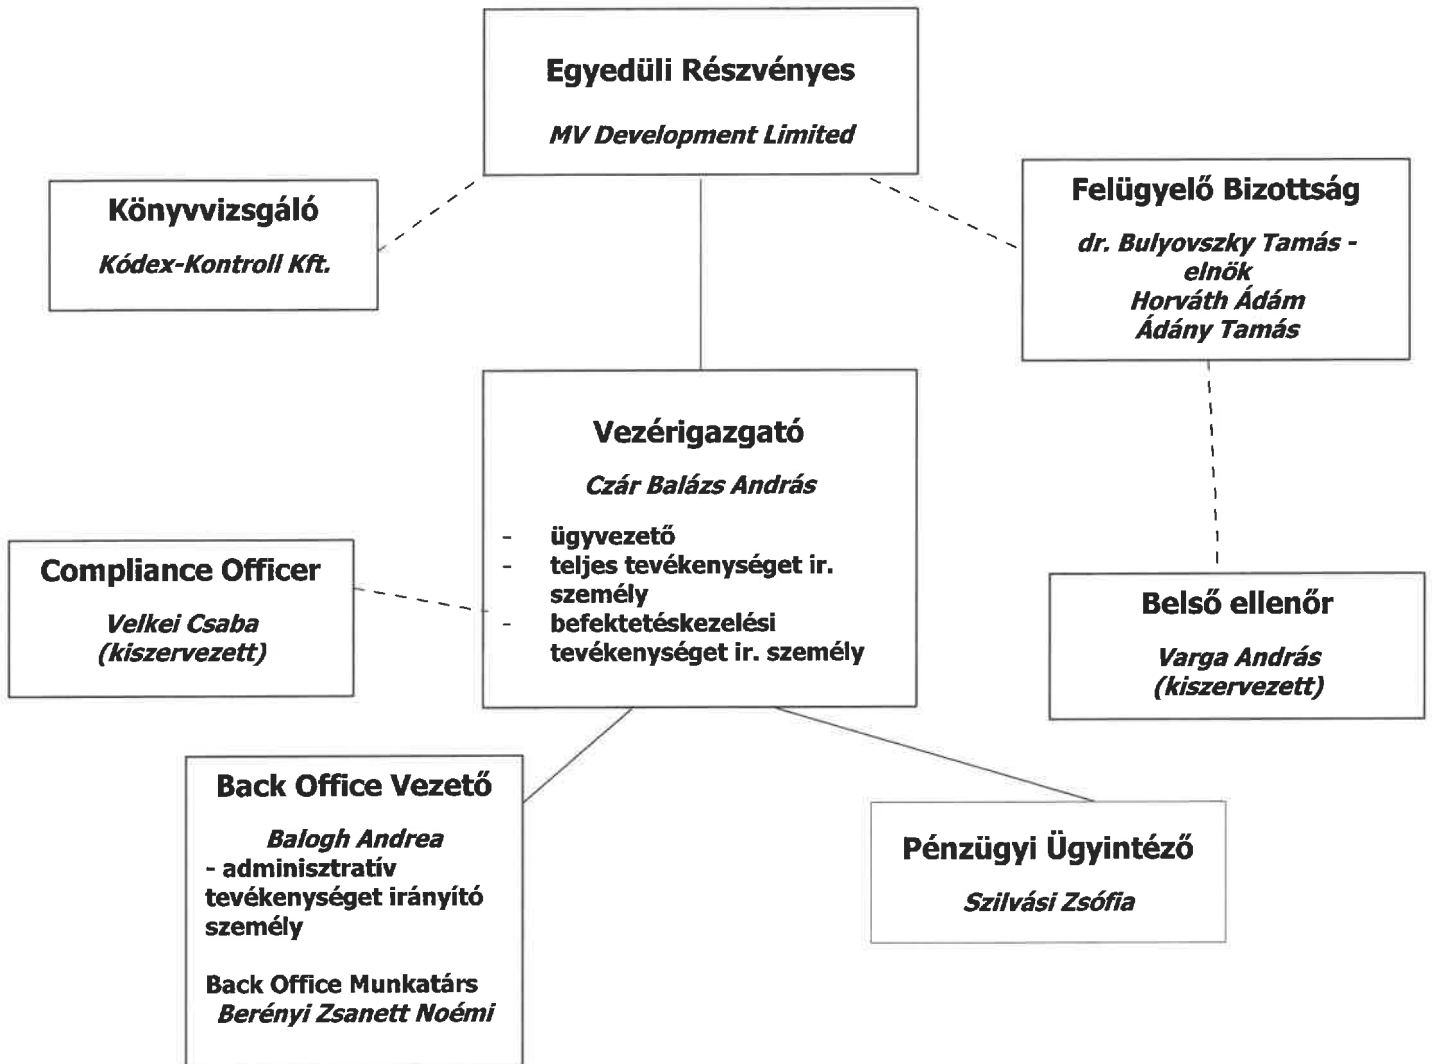 Egyedüli Részvényes
MV Development Limited
Könyvvizsgáló
Kódex-Kontroll Kft.
Felügyelő Bizottság
dr. Bulyovszky Tamás -
elnök
Horváth Ádám
Ádány Tamás
Vezérigazgató
Czár Balázs András
- ügyvezető
- teljes tevékenységet ir.
személy
- befektetéskezelési
tevékenységet ir. személy
Compliance Officer
Velkei Csaba
(kiszervezett)
Belső ellenőr
Varga András
(kiszervezett)
Back Office Vezető
Balogh Andrea
- adminisztratív
tevékenységet irányító
személy
Back Office Munkatárs
Berényi Zsanett Noémi
Pénzügyi Ügyintéző
Szilvási Zsófia